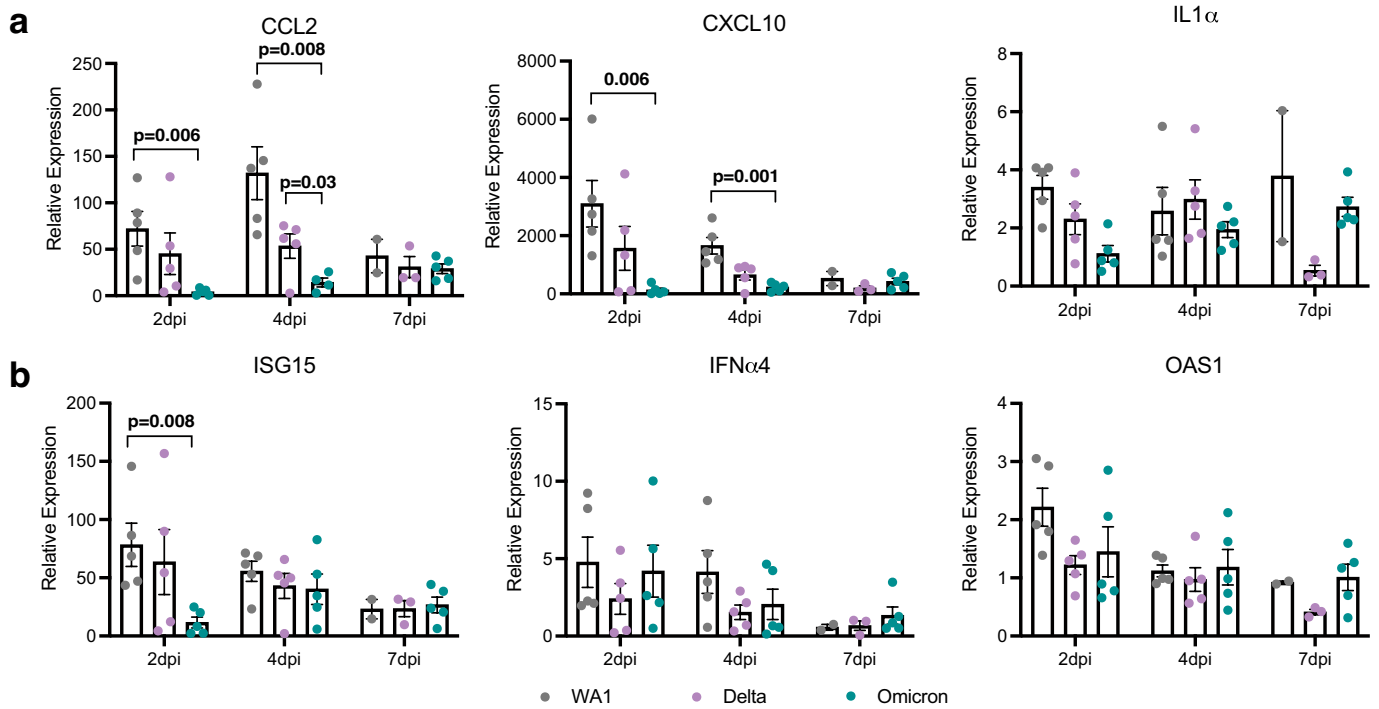 a
CCL2
CXCL10
IL1α
Relative Expression
250
200
150
100
50
0
p=0.006
p=0.008
p=0.03
2dpi 4dpi 7dpi
Relative Expression
8000
6000
4000
2000
0
0.006
p=0.001
2dpi 4dpi 7dpi
Relative Expression
8
6
4
2
0
2dpi 4dpi 7dpi
b
ISG15
IFNα4
OAS1
Relative Expression
200
150
100
50
0
p=0.008
2dpi 4dpi 7dpi
Relative Expression
15
10
5
0
2dpi 4dpi 7dpi
Relative Expression
4
3
2
1
0
2dpi 4dpi 7dpi
WA1 Delta Omicron